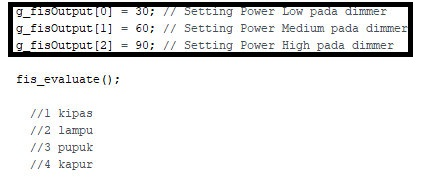 g_fisOutput[0] = 30; // Setting Power Low pada dimmer
g_fisOutput[1] = 60; // Setting Power Medium pada dimmer
g_fisOutput[2] = 90; // Setting Power High pada dimmer
fis_evaluate();
//1 kipas
//2 lampu
//3 pupuk
//4 kapur